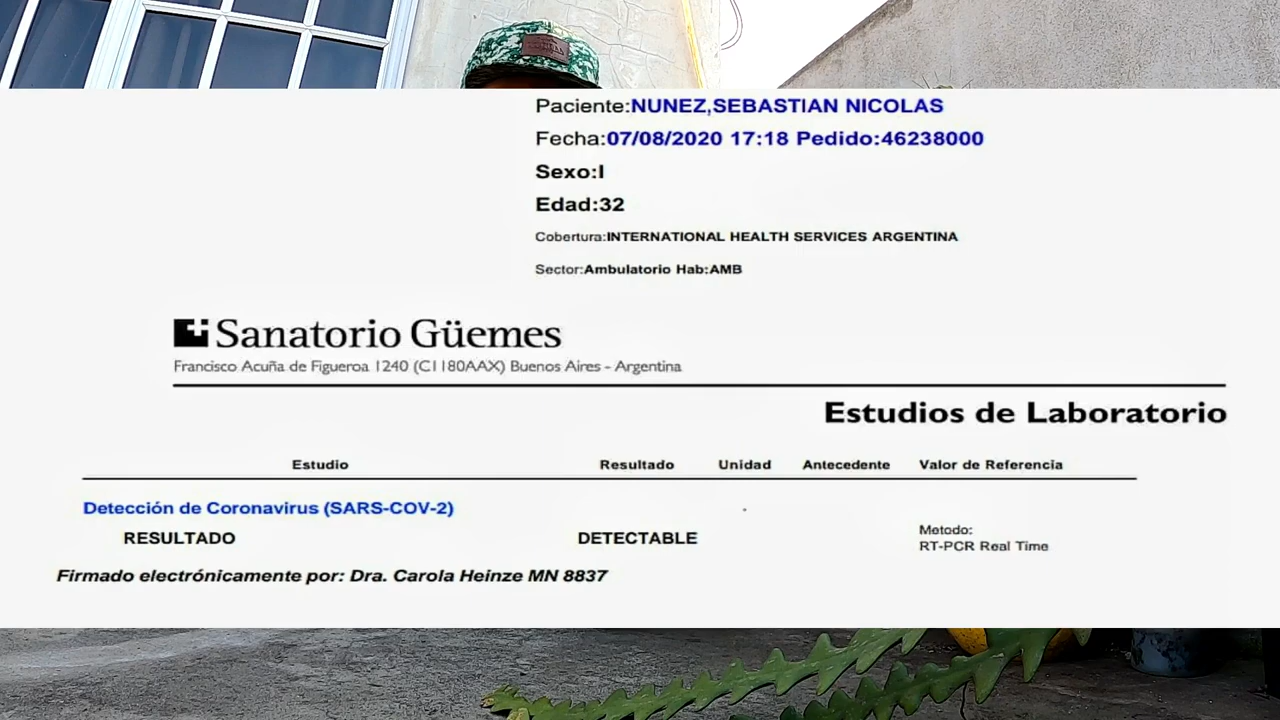 Paciente:NUNEZ,SEBASTIAN NICOLAS
Fecha:07/08/2020 17:18 Pedido:46238000
Sexo:I
Edad:32
Cobertura:INTERNATIONAL HEALTH SERVICES ARGENTINA
Sector:Ambulatorio Hab:AMB
Sanatorio Güemes
Francisco Acuña de Figueroa 1240 (C1180AAX) Buenos Aires - Argentina
Estudios de Laboratorio
Estudio Resultado Unidad Antecedente Valor de Referencia
Detección de Coronavirus (SARS-COV-2)
RESULTADO DETECTABLE Metodo:
RT-PCR Real Time
Firmado electrónicamente por: Dra. Carola Heinze MN 8837